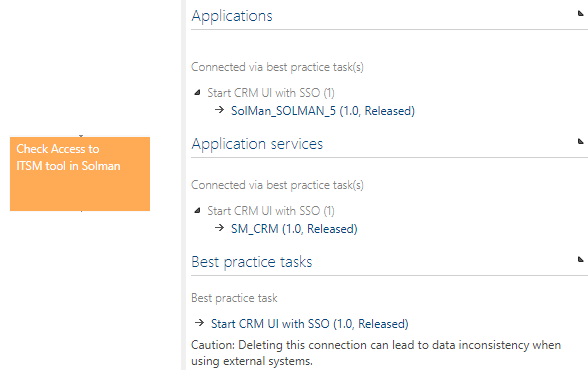 Check Access to
ITSM tool in Solman
Applications
Connected via best practice task(s)
Start CRM UI with SSO (1)
SolMan_SOLMAN_5 (1.0, Released)
Application services
Connected via best practice task(s)
Start CRM UI with SSO (1)
SM_CRM (1.0, Released)
Best practice tasks
Best practice task
Start CRM UI with SSO (1.0, Released)
Caution: Deleting this connection can lead to data inconsistency when
using external systems.